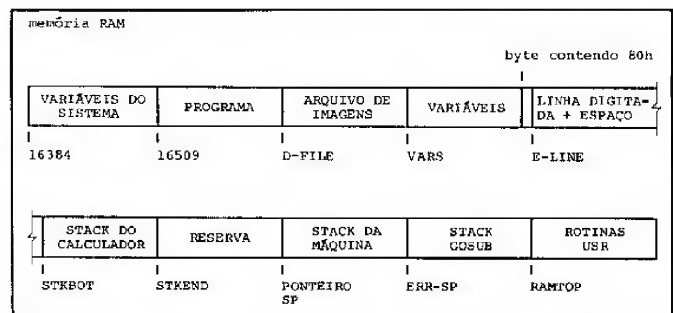 memória RAM
byte contendo 80h
VARIÁVEIS DO SISTEMA
PROGRAMA
ARQUIVO DE IMAGENS
VARIÁVEIS
LINHA DIGITA-DA + ESPAÇO
16384
16509
D-FILE
VARS
E-LINE
STACK DO CALCULADOR
RESERVA
STACK DA MÁQUINA
STACK GOSUB
ROTINAS USR
STKBOT
STKEND
PONTEIRO SP
ERR-SP
RAMTOP